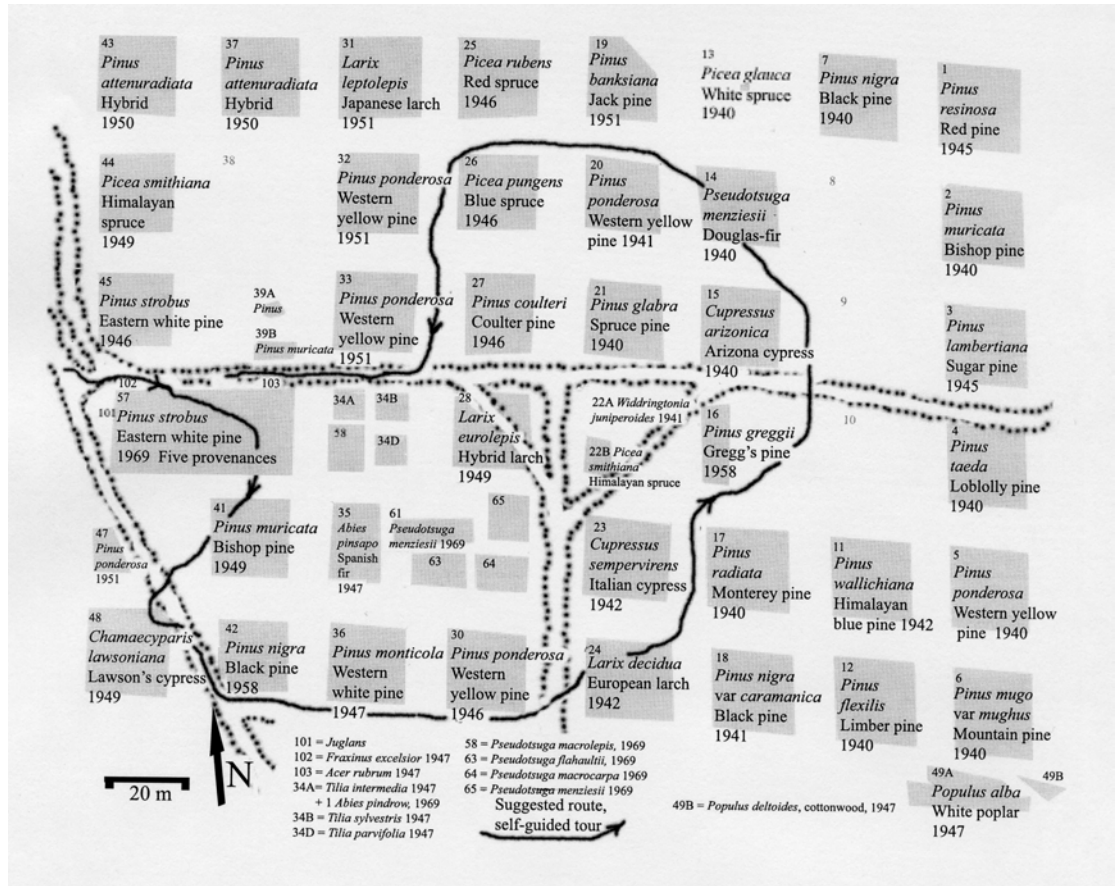 43
Pinus
attenuradiata
Hybrid
1950
37
Pinus
attenuradiata
Hybrid
1950
31
Larix
leptolepis
Japanese larch
1951
25
Picea rubens
Red spruce
1946
19
Pinus
banksiana
Jack pine
1951
13
Picea glauca
White spruce
1940
7
Pinus nigra
Black pine
1940
1
Pinus
resinosa
Red pine
1945
44
Picea smithiana
Himalayan
spruce
1949
38
32
Pinus ponderosa
Western
yellow pine
1951
26
Picea pungens
Blue spruce
1946
20
Pinus
ponderosa
Western yellow
pine 1941
14
Pseudotsuga
menziesii
Douglas-fir
1940
8
2
Pinus
muricata
Bishop pine
1940
45
Pinus strobus
Eastern white pine
1946
39A
Pinus
39B
Pinus muricata
33
Pinus ponderosa
Western
yellow pine
1951
27
Pinus coulteri
Coulter pine
1946
21
Pinus glabra
Spruce pine
1940
15
Cupressus
arizonica
Arizona cypress
1940
9
3
Pinus
lambertiana
Sugar pine
1945
102
103
57
101 Pinus strobus
Eastern white pine
1969 Five provenances
34A
34B
58
34D
28
Larix
eurolepis
Hybrid larch
1949
22A Widdringtonia
juniperoides 1941
22B Picea
smithiana
Himalayan spruce
16
Pinus greggii
Gregg's pine
1958
10
4
Pinus
taeda
Loblolly pine
1940
47
Pinus
ponderosa
1951
41
Pinus muricata
Bishop pine
1949
35
Abies
pinsapo
Spanish
fir
1947
61
Pseudotsuga
menziesii 1969
63
64
65
23
Cupressus
sempervirens
Italian cypress
1942
17
Pinus
radiata
Monterey pine
1940
11
Pinus
wallichiana
Himalayan
blue pine 1942
5
Pinus
ponderosa
Western yellow
pine 1940
48
Chamaecyparis
lawsoniana
Lawson's cypress
1949
42
Pinus nigra
Black pine
1958
36
Pinus monticola
Western
white pine
1947
30
Pinus ponderosa
Western
yellow pine
1946
24
Larix decidua
European larch
1942
18
Pinus nigra
var caramanica
Black pine
1941
12
Pinus
flexilis
Limber pine
1940
6
Pinus mugo
var mughus
Mountain pine
1940
49A
Populus alba
White poplar
1947
49B
20 m
N
101 = Juglans
102 = Fraxinus excelsior 1947
103 = Acer rubrum 1947
34A= Tilia intermedia 1947
+ 1 Abies pindrow, 1969
34B = Tilia sylvestris 1947
34D = Tilia parvifolia 1947
58 = Pseudotsuga macrolepis, 1969
63 = Pseudotsuga flahaultii, 1969
64 = Pseudotsuga macrocarpa 1969
65 = Pseudotsuga menziesii 1969
Suggested route,
self-guided tour
49B = Populus deltoides, cottonwood, 1947